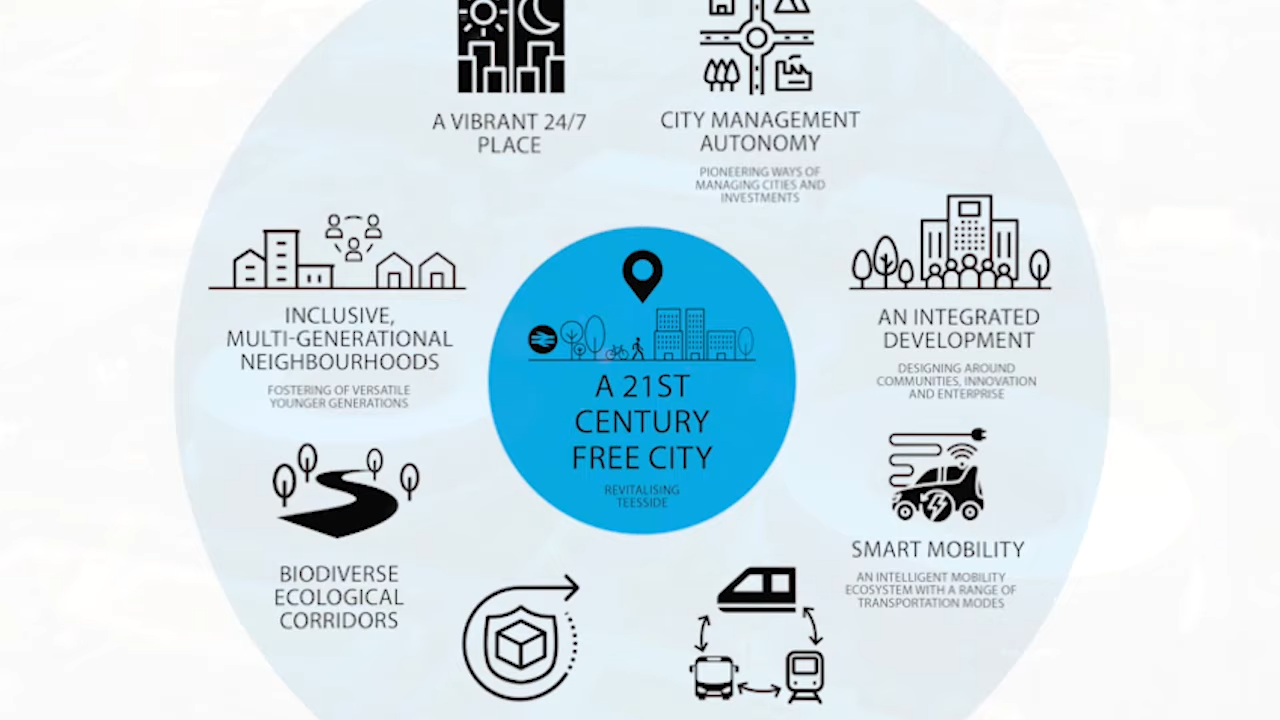 A VIBRANT 24/7
PLACE
CITY MANAGEMENT
AUTONOMY
PIONEERING WAYS OF
MANAGING CITIES AND
INVESTMENTS
INCLUSIVE,
MULTI-GENERATIONAL
NEIGHBOURHOODS
FOSTERING OF VERSATILE
YOUNGER GENERATIONS
A 21ST
CENTURY
FREE CITY
REVITALISING
TEESSIDE
AN INTEGRATED
DEVELOPMENT
DESIGNING AROUND
COMMUNITIES, INNOVATION
AND ENTERPRISE
BIODIVERSE
ECOLOGICAL
CORRIDORS
SMART MOBILITY
AN INTELLIGENT MOBILITY
ECOSYSTEM WITH A RANGE OF
TRANSPORTATION MODES